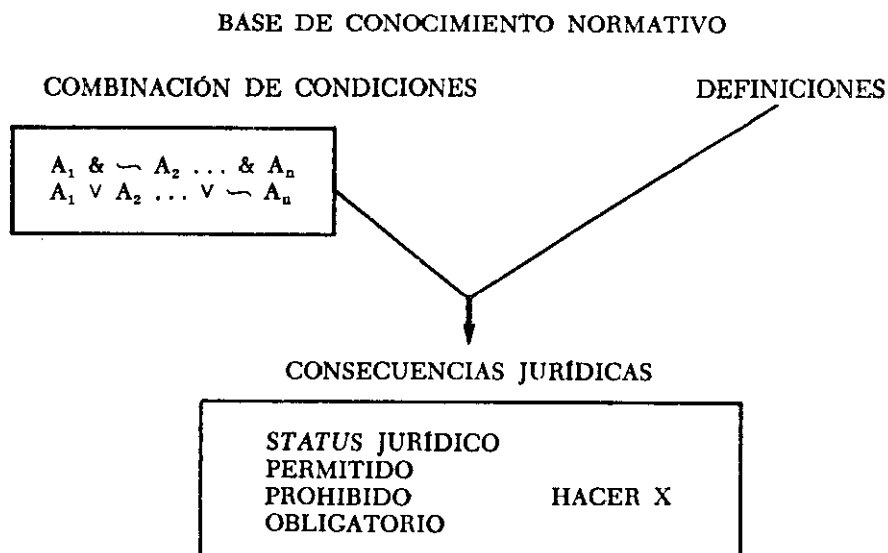 BASE DE CONOCIMIENTO NORMATIVO
COMBINACIÓN DE CONDICIONES DEFINICIONES
A₁ & ∽ A₂ ... & Aₙ
A₁ ∨ A₂ ... ∨ ∽ Aₙ
CONSECUENCIAS JURÍDICAS
STATUS JURÍDICO
PERMITIDO
PROHIBIDO HACER X
OBLIGATORIO